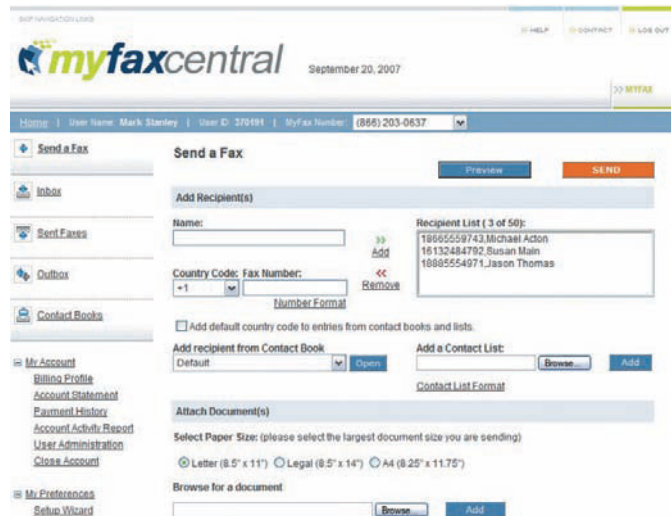 SKIP NAVIGATION LINKS
HELP CONTACT LOG OUT
myfaxcentral
September 20, 2007
>> MYFAX
Home | User Name: Mark Stanley | User ID: 370191 | MyFax Number: (866) 203-0637
Send a Fax
Inbox
Sent Faxes
Outbox
Contact Books
My Account
Billing Profile
Account Statement
Payment History
Account Activity Report
User Administration
Close Account
My Preferences
Setup Wizard
Send a Fax
Preview SEND
Add Recipient(s)
Name:
>>
Add
Recipient List ( 3 of 50):
18665559743,Michael Acton
16132484792,Susan Main
18885554971,Jason Thomas
Country Code: Fax Number:
+1
<<
Remove
Number Format
Add default country code to entries from contact books and lists.
Add recipient from Contact Book
Default Open
Add a Contact List:
Browse... Add
Contact List Format
Attach Document(s)
Select Paper Size: (please select the largest document size you are sending)
Letter (8.5" x 11") Legal (8.5" x 14") A4 (8.25" x 11.75")
Browse for a document
Browse... Add